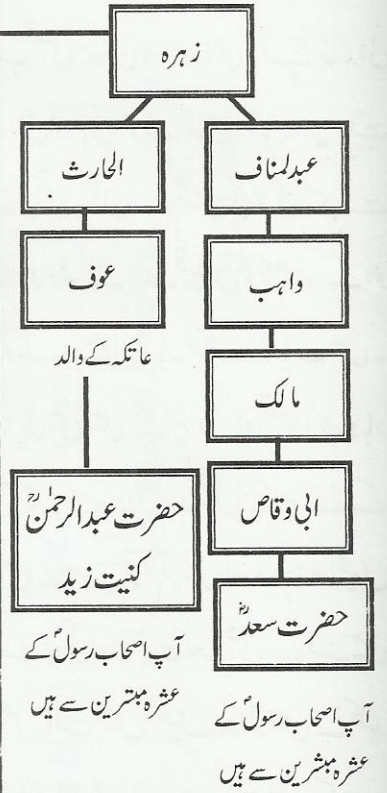 زہرہ
عبدلمناف
الحارث
واہب
عوف
عاتکہ کے والد
مالک
ابی وقاص
حضرت عبدالرحمٰنؓ
کنیت زید
حضرت سعدؓ
آپ اصحاب رسولؐ کے
عشرہ مبشرین سے ہیں
آپ اصحاب رسولؐ کے
عشرہ مبشرین سے ہیں